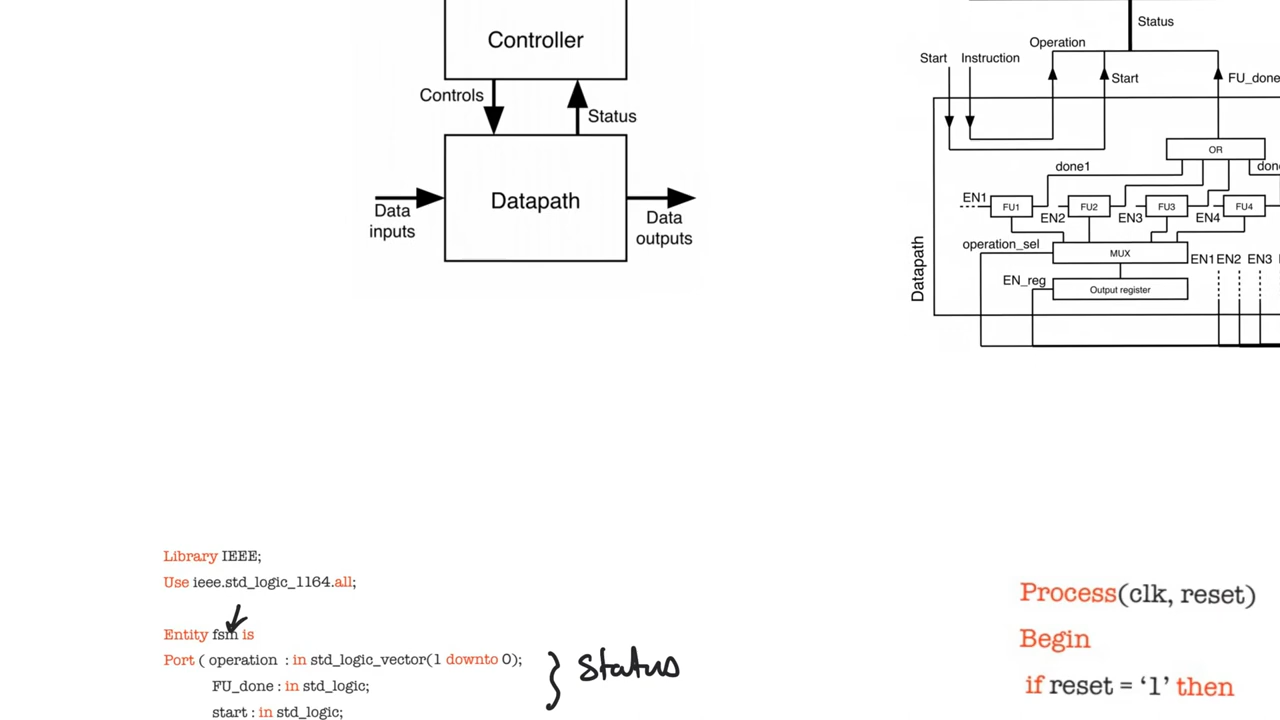 Controller
Controls
Status
Data inputs
Datapath
Data outputs
Status
Operation
Start Instruction
Start
FU_done
OR
done1
EN1
FU1
EN2
FU2
EN3
FU3
EN4
FU4
operation_sel
MUX
EN1 EN2 EN3
EN_reg
Output register
Datapath
Library IEEE;
Use ieee.std_logic_1164.all;
Entity fsm is
Port ( operation : in std_logic_vector(1 downto 0);
FU_done : in std_logic;
start : in std_logic;
status
Process(clk, reset)
Begin
if reset = ‘1’ then